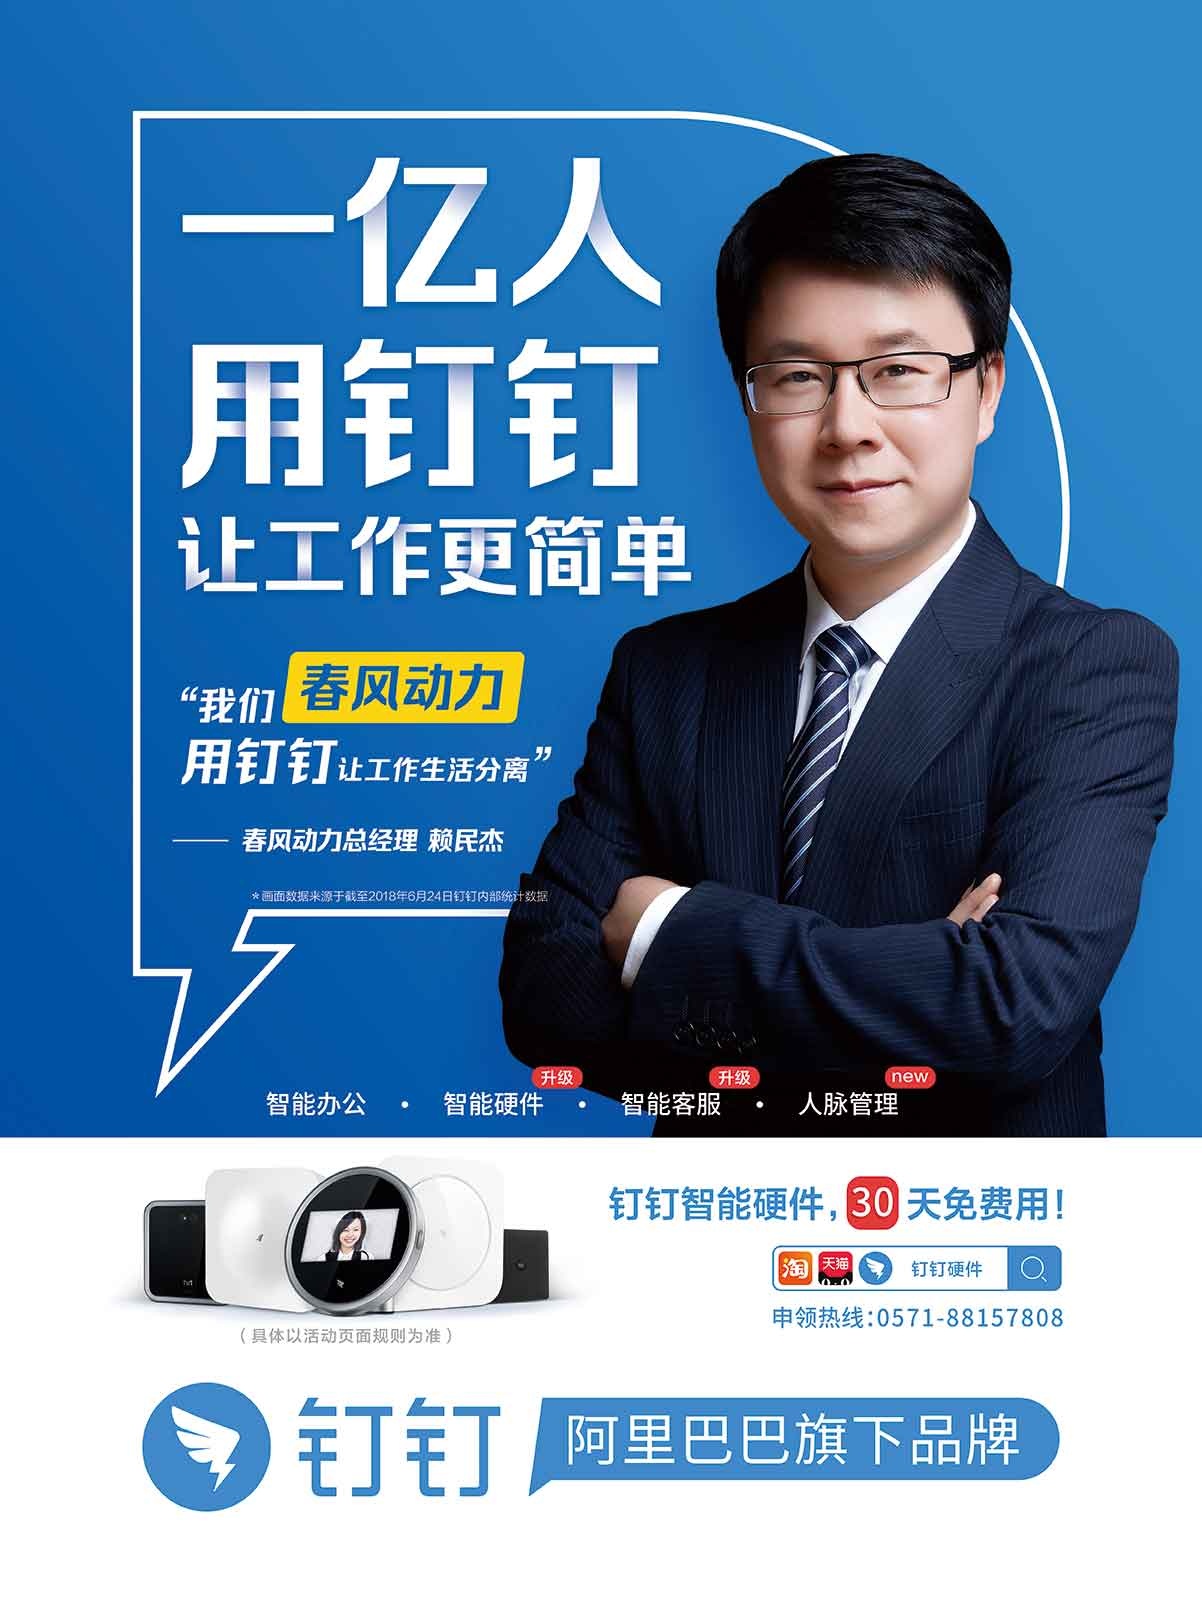 一亿人
用钉钉
让工作更简单
“我们 春风动力
用钉钉 让工作生活分离”
—— 春风动力总经理 赖民杰
*画面数据来源于截至2018年6月24日钉钉内部统计数据
升级 升级 new
智能办公 · 智能硬件 · 智能客服 · 人脉管理
钉钉智能硬件，30天免费用！
淘 天猫 钉钉硬件
申领热线：0571-88157808
（具体以活动页面规则为准）
钉钉 阿里巴巴旗下品牌